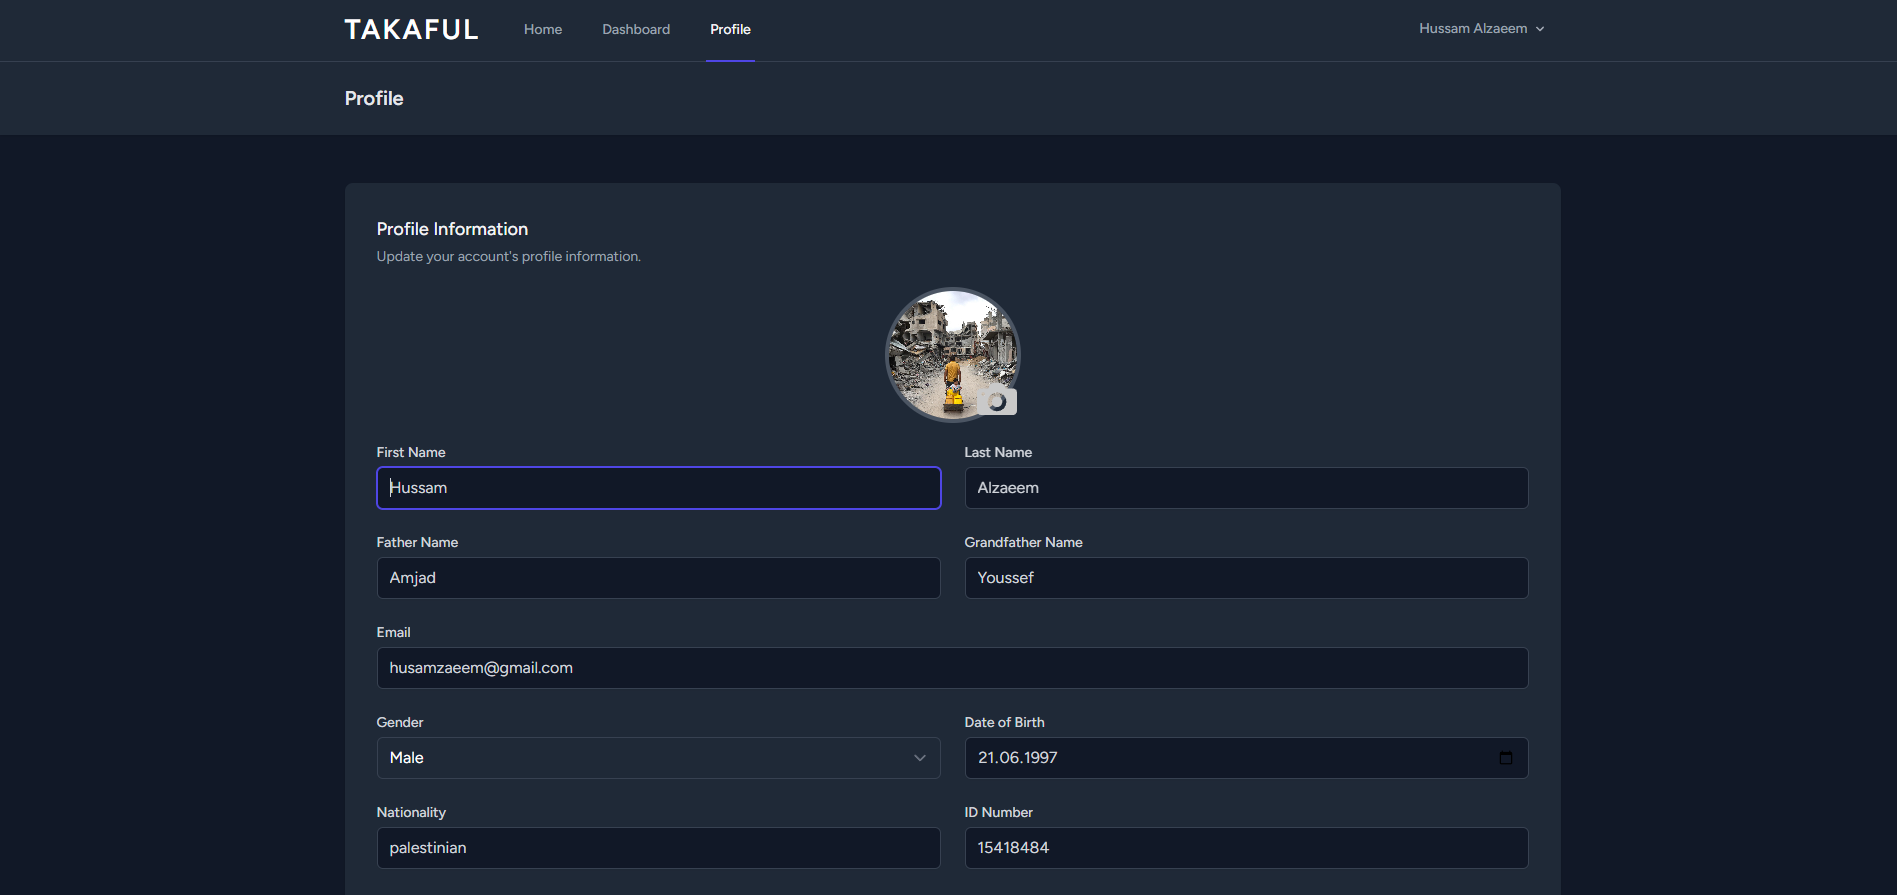 TAKAFUL Home Dashboard Profile Hussam Alzaeem
Profile
Profile Information
Update your account's profile information.
First Name Last Name
Hussam Alzaeem
Father Name Grandfather Name
Amjad Youssef
Email
husamzaeem@gmail.com
Gender Date of Birth
Male 21.06.1997
Nationality ID Number
palestinian 15418484